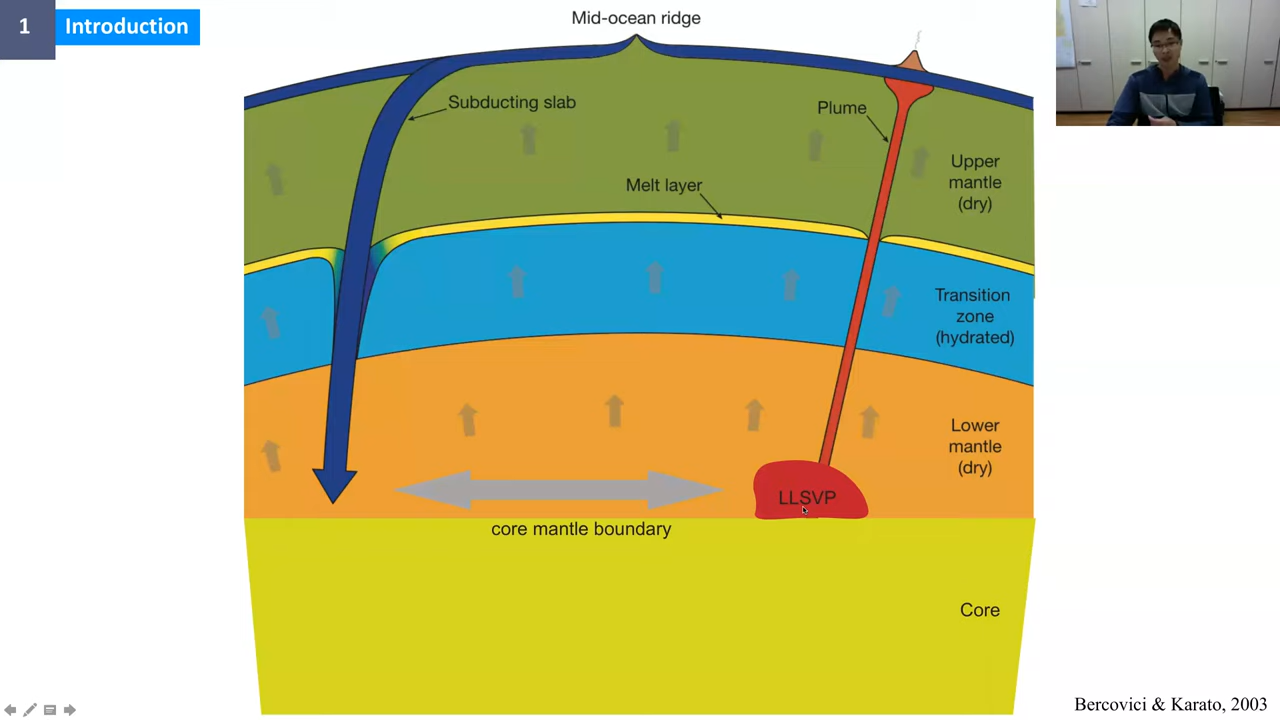 1
Introduction
Mid-ocean ridge
Subducting slab
Plume
Upper
mantle
(dry)
Melt layer
Transition
zone
(hydrated)
Lower
mantle
(dry)
LLSVP
core mantle boundary
Core
Bercovici & Karato, 2003